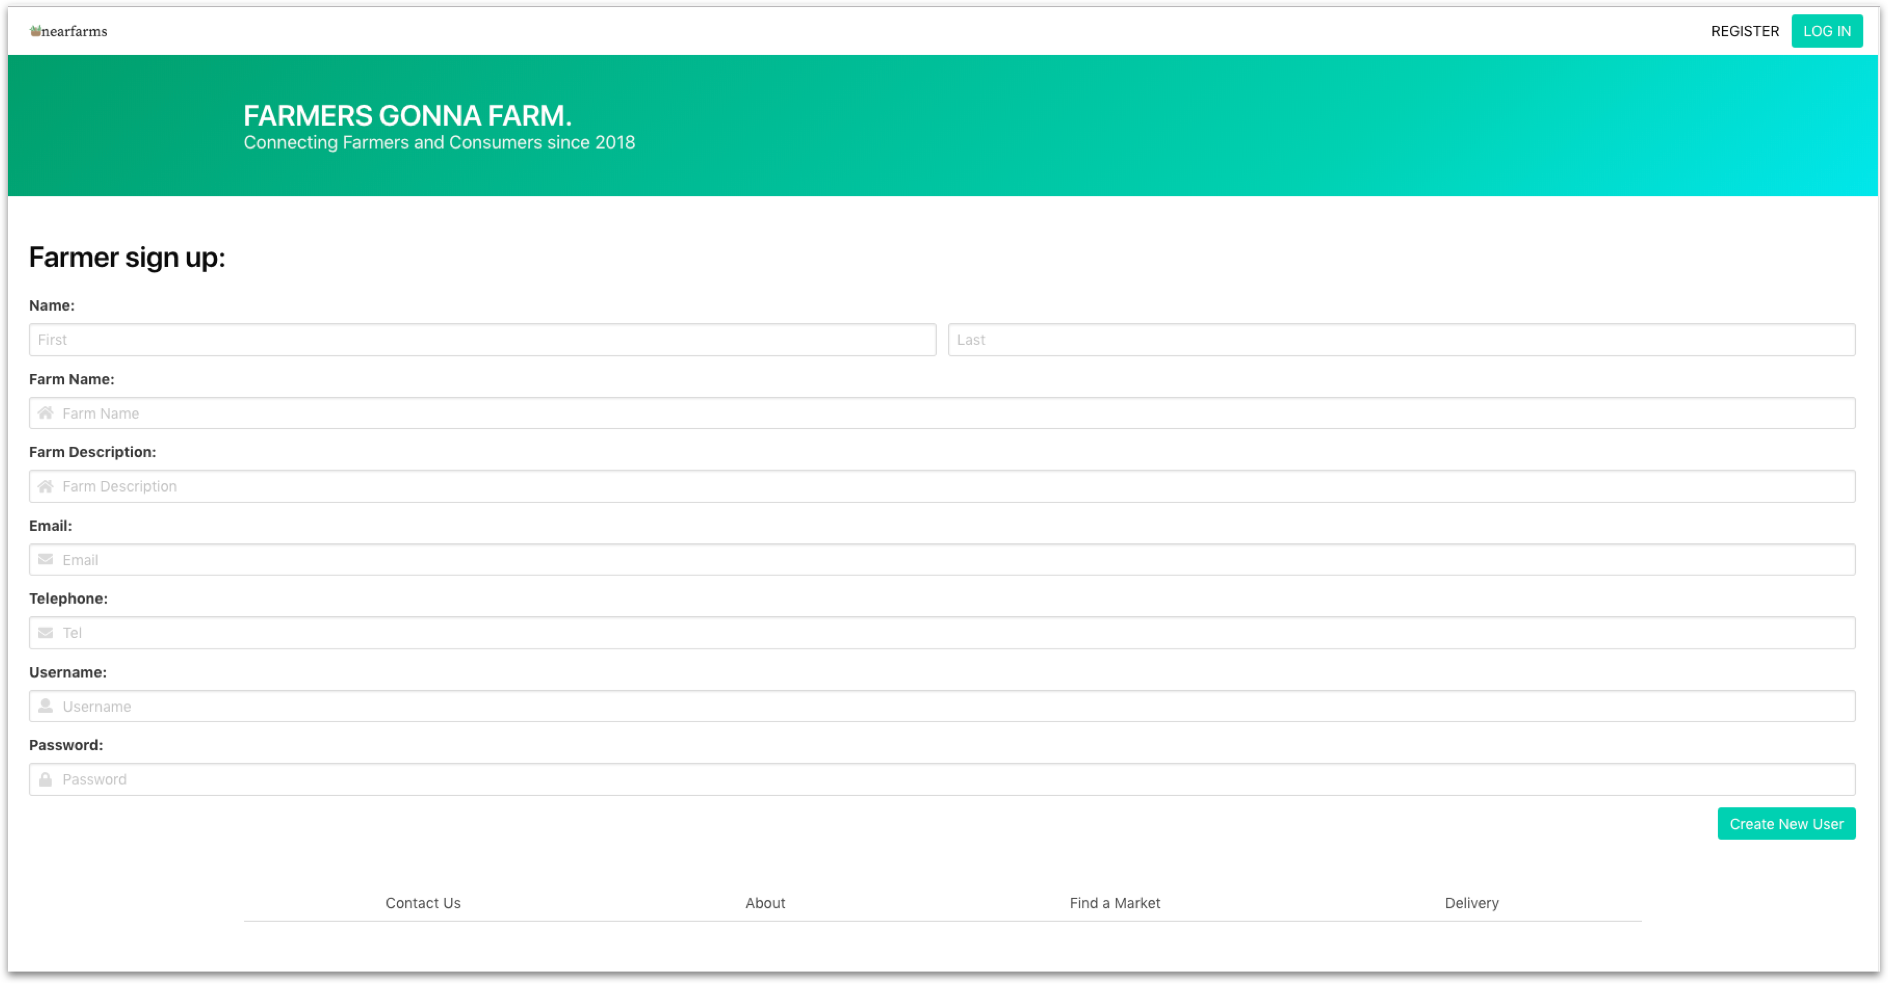 nearfarms
REGISTER
LOG IN
FARMERS GONNA FARM.
Connecting Farmers and Consumers since 2018
Farmer sign up:
Name:
First
Last
Farm Name:
Farm Name
Farm Description:
Farm Description
Email:
Email
Telephone:
Tel
Username:
Username
Password:
Password
Create New User
Contact Us
About
Find a Market
Delivery